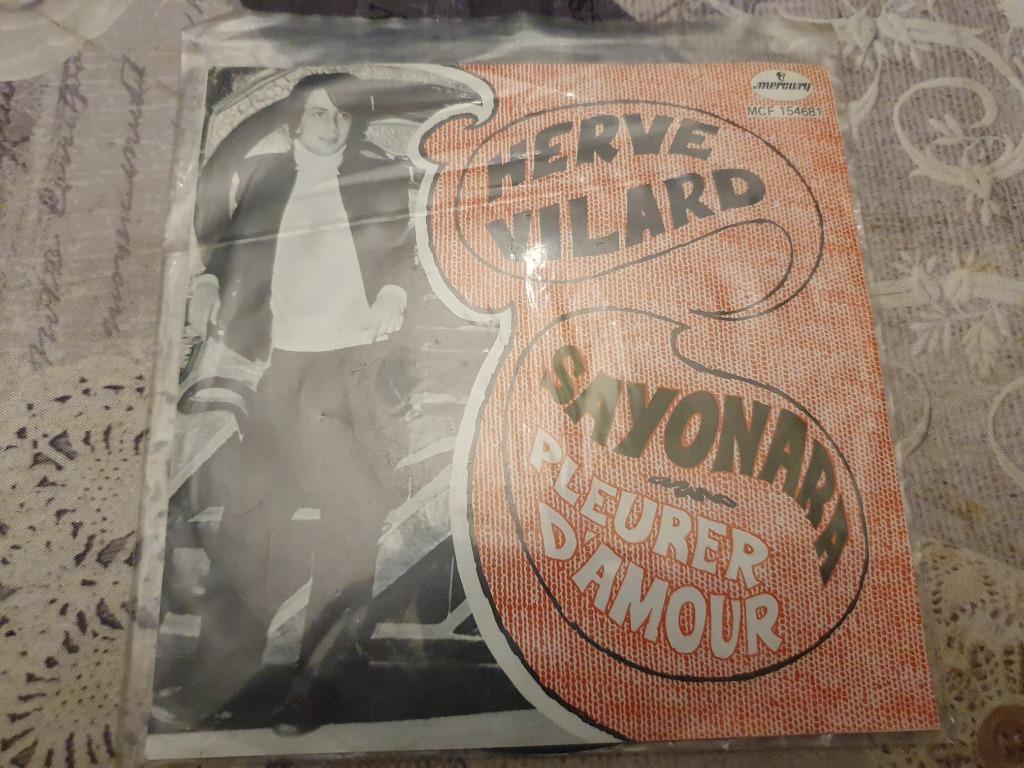 mercury
MCF 154681
HERVE
VILARD
SAYONARA
PLEURER
D'AMOUR